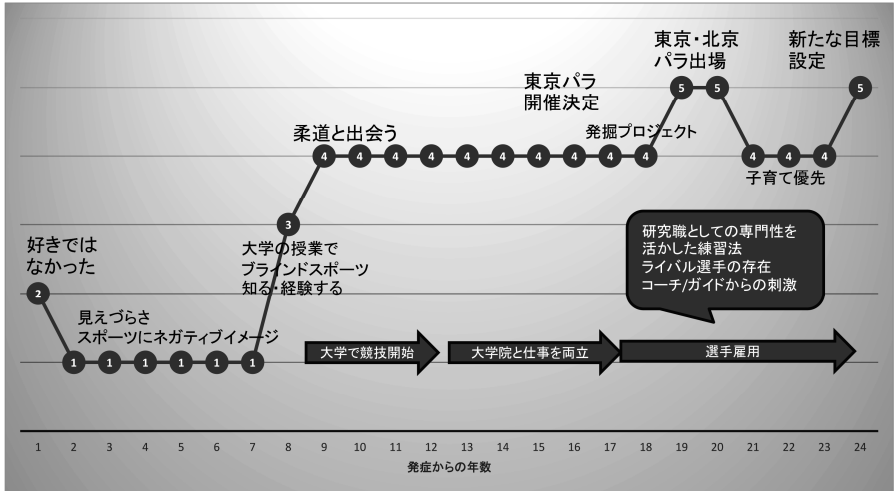 東京・北京
パラ出場
新たな目標
設定
東京パラ
開催決定
5
5
5
柔道と出会う
発掘プロジェクト
4 4 4 4 4 4 4 4 4 4 4 4 4
子育て優先
3
好きでは
なかった
大学の授業で
ブラインドスポーツ
知る・経験する
研究職としての専門性を
活かした練習法
ライバル選手の存在
コーチ/ガイドからの刺激
2
見えづらさ
スポーツにネガティブイメージ
1 1 1 1 1 1
大学で競技開始
大学院と仕事を両立
選手雇用
1 2 3 4 5 6 7 8 9 10 11 12 13 14 15 16 17 18 19 20 21 22 23 24
発症からの年数